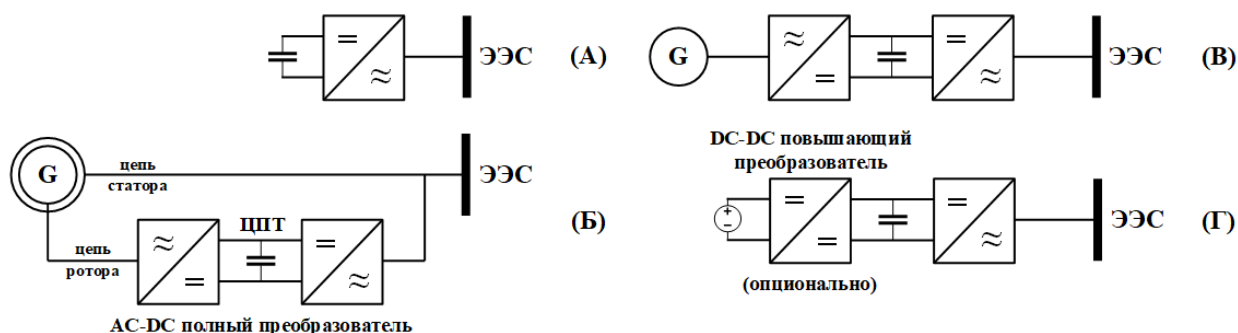 ЭЭС (А)
G ЭЭС (В)
G цепь статора ЭЭС
DC-DC повышающий
преобразователь
ЦПТ (Б)
ЭЭС (Г)
цепь
ротора
(опционально)
AC-DC полный преобразователь